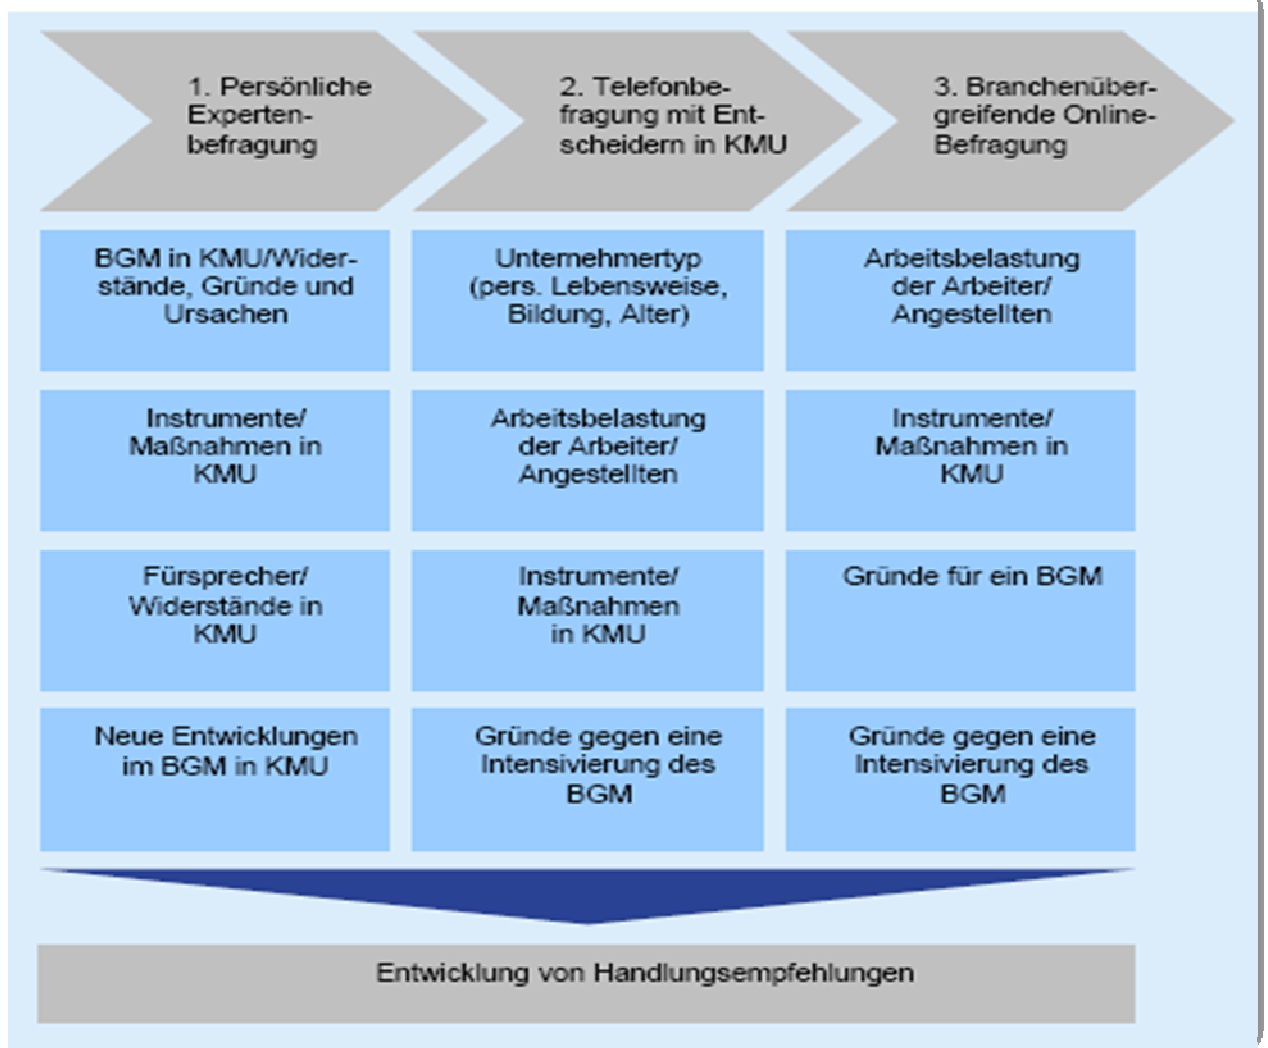 1. Persönliche
Experten-
befragung
2. Telefonbe-
fragung mit Ent-
scheidern in KMU
3. Branchenüber-
greifende Online-
Befragung
BGM in KMU/Wider-
stände, Gründe und
Ursachen
Unternehmertyp
(pers. Lebensweise,
Bildung, Alter)
Arbeitsbelastung
der Arbeiter/
Angestellten
Instrumente/
Maßnahmen in
KMU
Arbeitsbelastung
der Arbeiter/
Angestellten
Instrumente/
Maßnahmen in
KMU
Fürsprecher/
Widerstände in
KMU
Instrumente/
Maßnahmen
in KMU
Gründe für ein BGM
Neue Entwicklungen
im BGM in KMU
Gründe gegen eine
Intensivierung des
BGM
Gründe gegen eine
Intensivierung des
BGM
Entwicklung von Handlungsempfehlungen